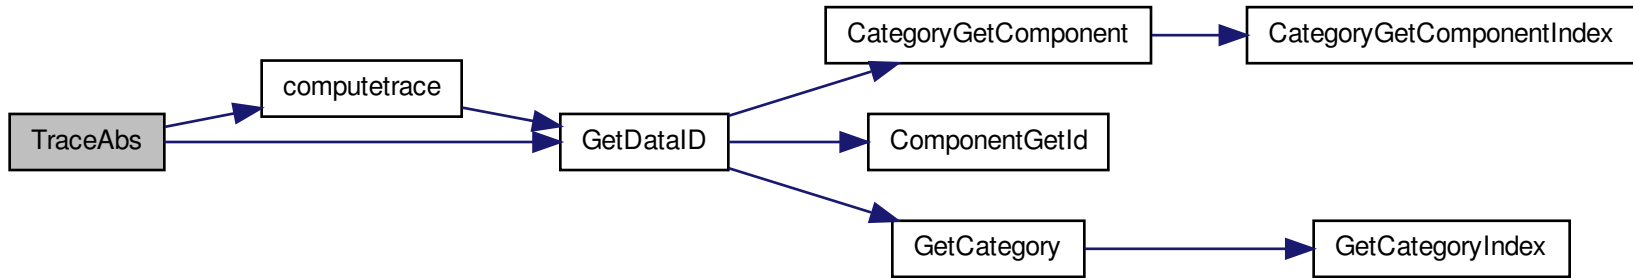 TraceAbs
computetrace
GetDataID
CategoryGetComponent
ComponentGetId
GetCategory
CategoryGetComponentIndex
GetCategoryIndex